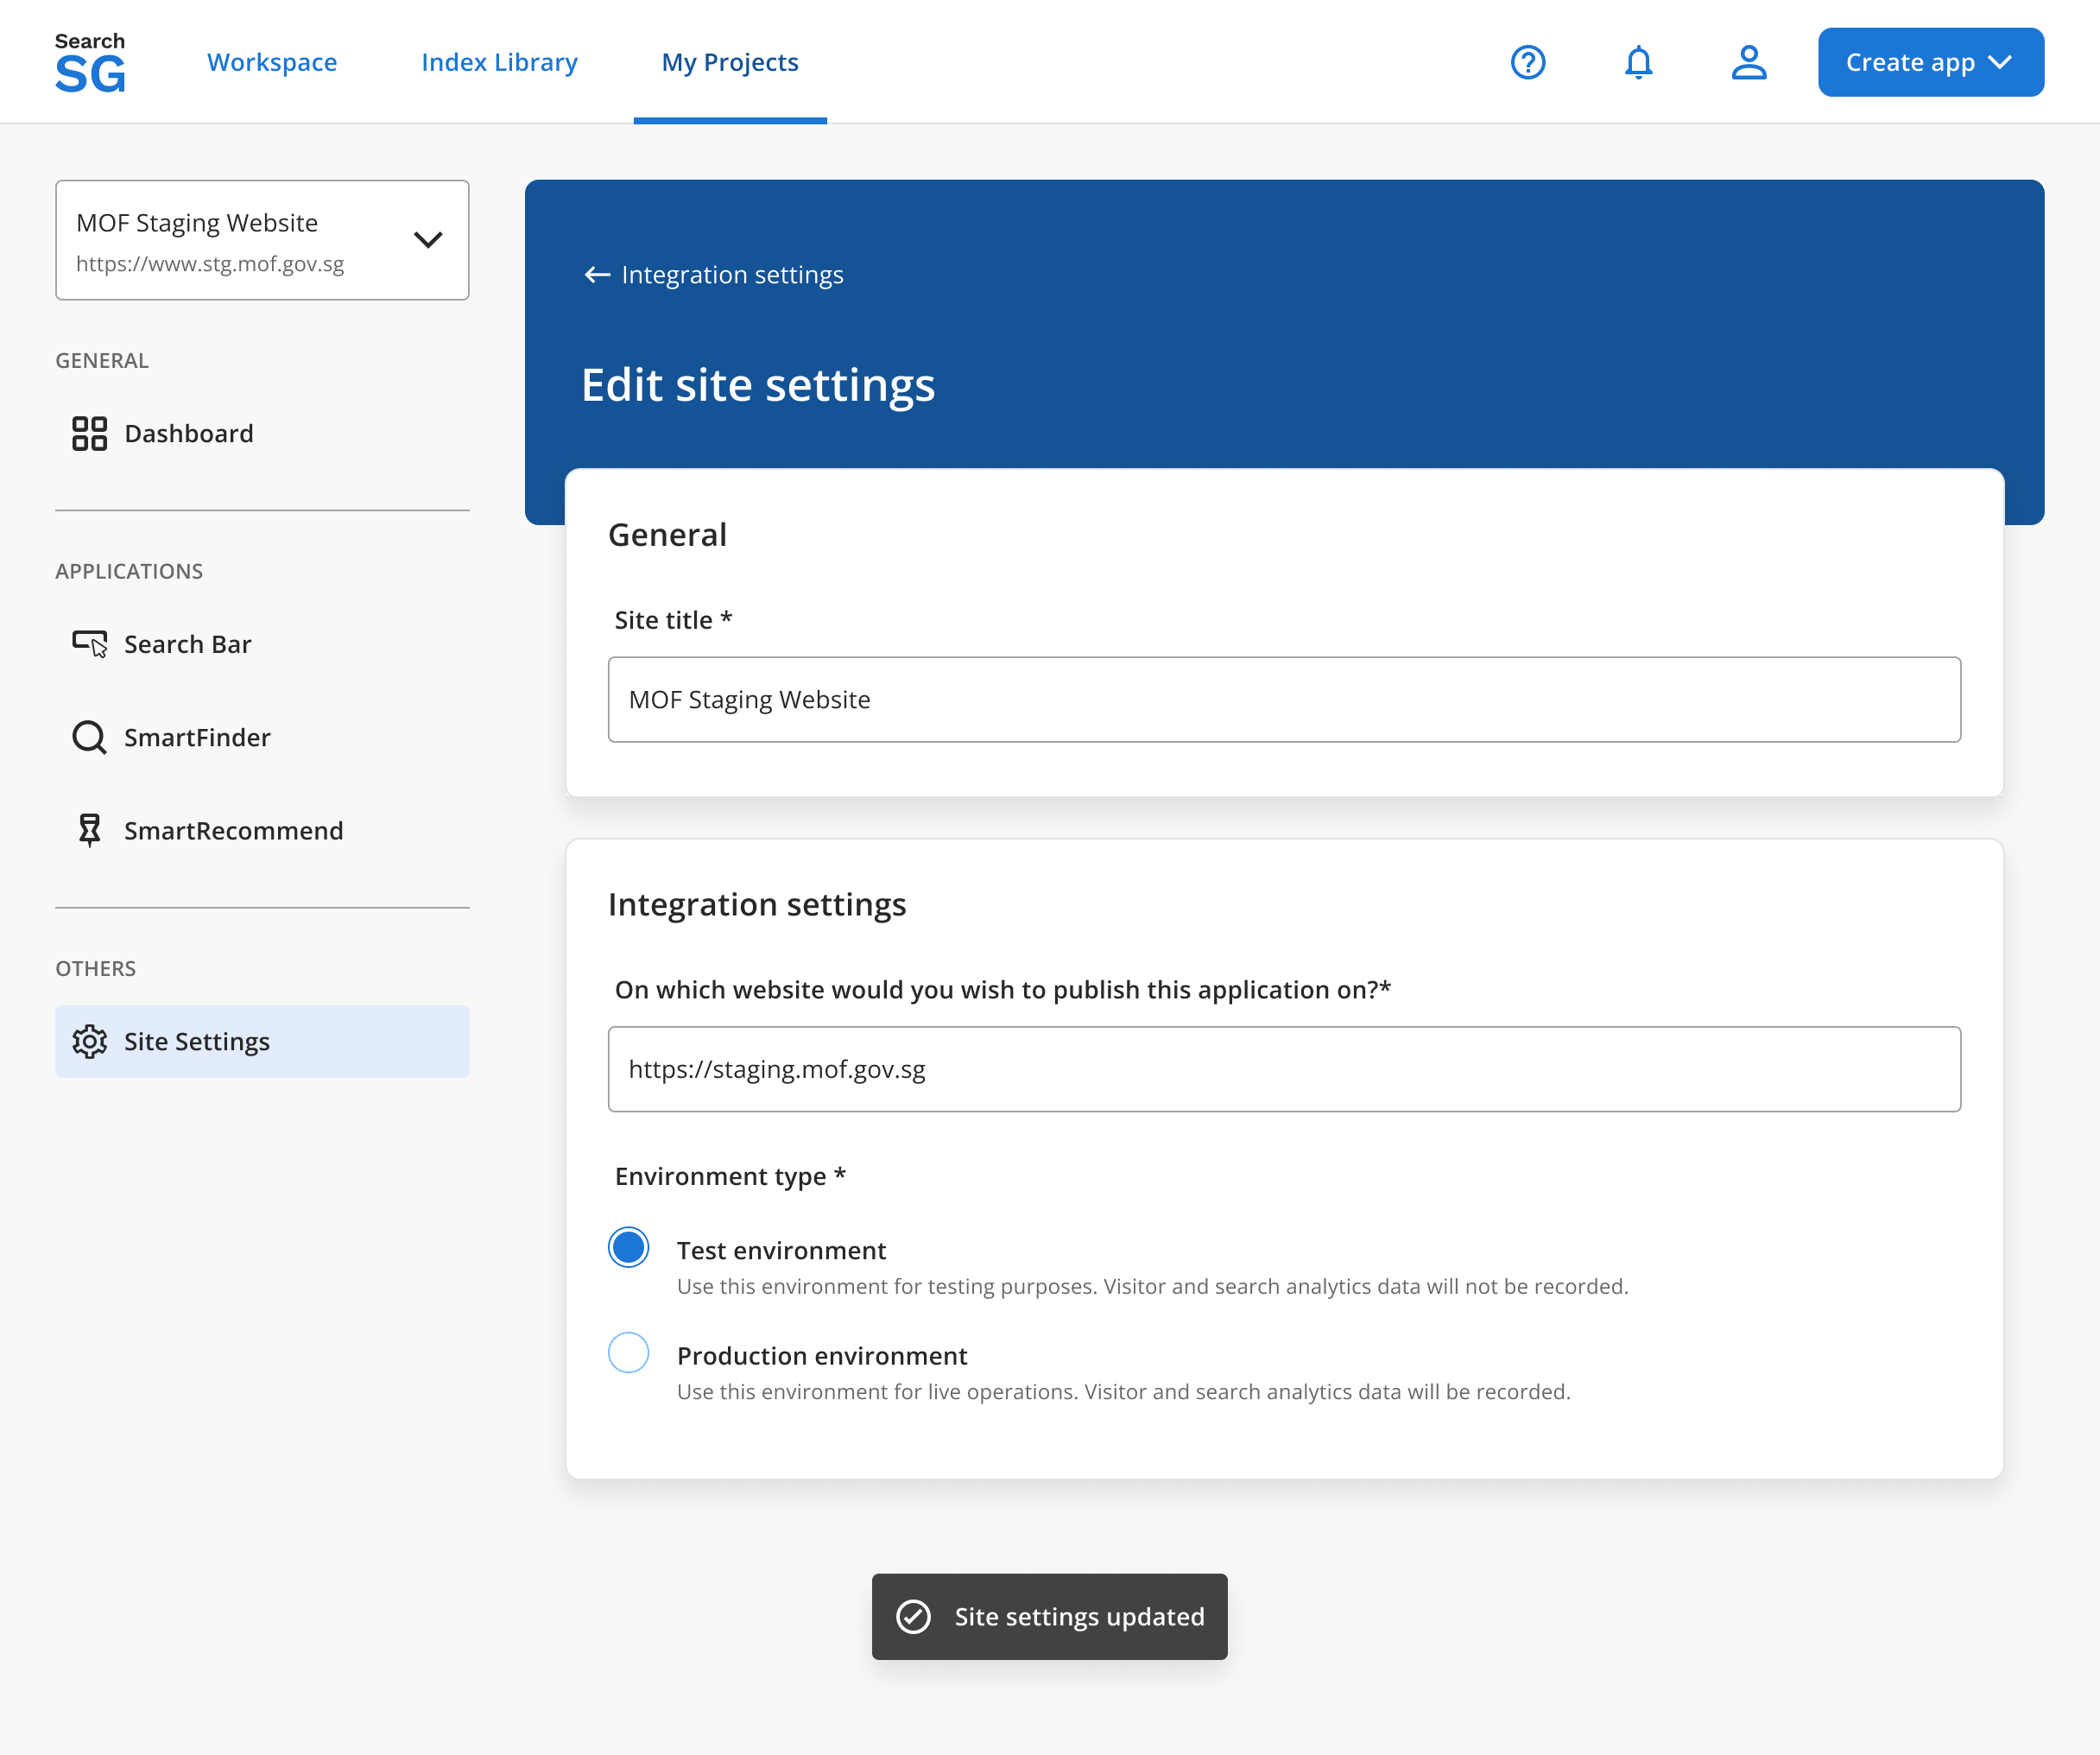 Search
SG
Workspace
Index Library
My Projects
Create app
MOF Staging Website
https://www.stg.mof.gov.sg
GENERAL
Dashboard
APPLICATIONS
Search Bar
SmartFinder
SmartRecommend
OTHERS
Site Settings
Integration settings
Edit site settings
General
Site title *
MOF Staging Website
Integration settings
On which website would you wish to publish this application on?*
https://staging.mof.gov.sg
Environment type *
Test environment
Use this environment for testing purposes. Visitor and search analytics data will not be recorded.
Production environment
Use this environment for live operations. Visitor and search analytics data will be recorded.
Site settings updated